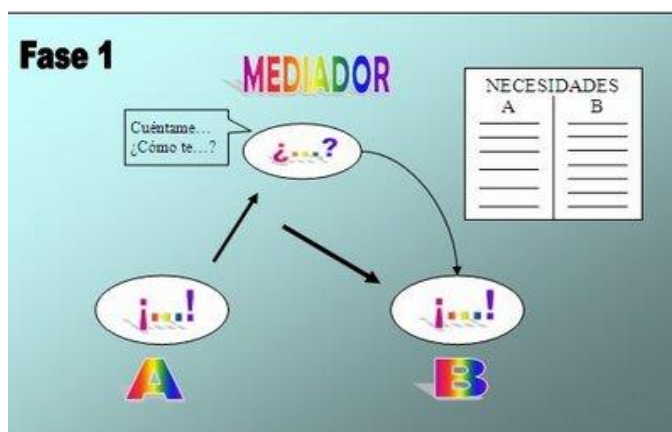 Fase 1
MEDIADOR
NECESIDADES
A B
Cuéntame...
¿Cómo te...?
¿...?
¡...!
¡...!
A
B